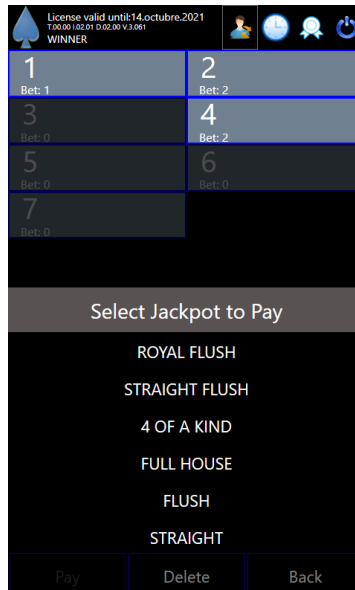 License valid until:14.octubre.2021
T:00.00 I:02.01 D:02.00 V.3.061
WINNER
1
Bet: 1
2
Bet: 2
3
Bet: 0
4
Bet: 2
5
Bet: 0
6
Bet: 0
7
Bet: 0
Select Jackpot to Pay
ROYAL FLUSH
STRAIGHT FLUSH
4 OF A KIND
FULL HOUSE
FLUSH
STRAIGHT
Pay Delete Back